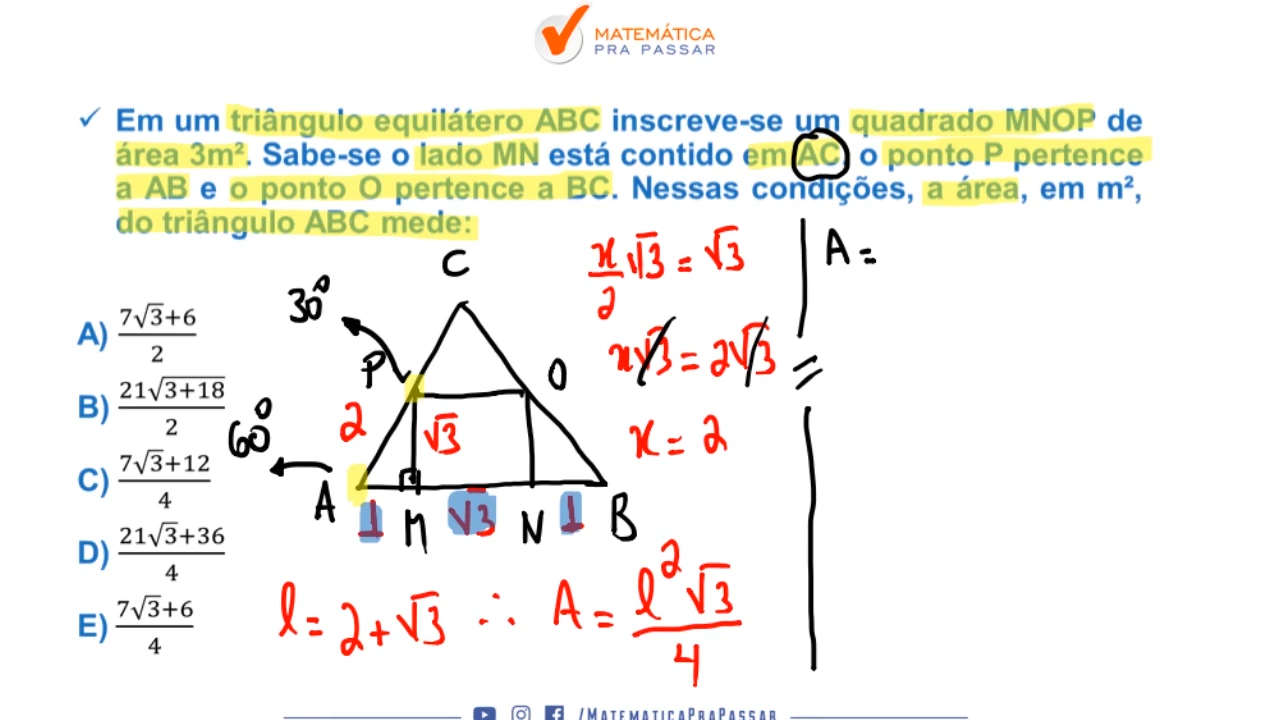 MATEMÁTICA
PRA PASSAR
✓ Em um triângulo equilátero ABC inscreve-se um quadrado MNOP de
área 3m². Sabe-se o lado MN está contido em AC, o ponto P pertence
a AB e o ponto O pertence a BC. Nessas condições, a área, em m²,
do triângulo ABC mede:
A) (7√3+6)/2
B) (21√(3+18))/2
C) (7√3+12)/4
D) (21√3+36)/4
E) (7√3+6)/4
C
30°
P
O
2
√3
60°
A
1
M
√3
N
1
B
x/2 √3 = √3
x√3 = 2√3
x = 2
l = 2 + √3 ∴ A = l²√3/4
A =
/MATEMATICAPRAPASSAR